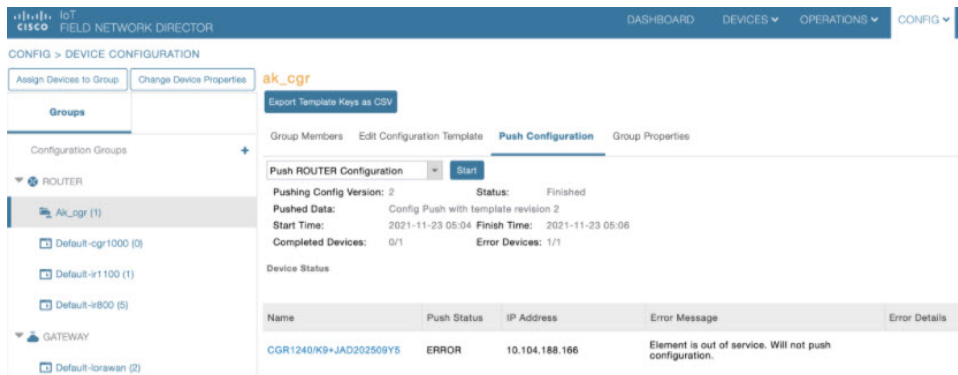 cisco IoT
FIELD NETWORK DIRECTOR
DASHBOARD DEVICES OPERATIONS CONFIG
CONFIG > DEVICE CONFIGURATION
Assign Devices to Group Change Device Properties
Groups
Configuration Groups +
ROUTER
Ak_cgr (1)
Default-cgr1000 (0)
Default-ir1100 (1)
Default-ir800 (5)
GATEWAY
Default-lorawan (2)
ak_cgr
Export Template Keys as CSV
Group Members Edit Configuration Template Push Configuration Group Properties
Push ROUTER Configuration Start
Pushing Config Version: 2 Status: Finished
Pushed Data: Config Push with template revision 2
Start Time: 2021-11-23 05:04 Finish Time: 2021-11-23 05:06
Completed Devices: 0/1 Error Devices: 1/1
Device Status
Name Push Status IP Address Error Message Error Details
CGR1240/K9+JAD202509Y5 ERROR 10.104.188.166 Element is out of service. Will not push
configuration.